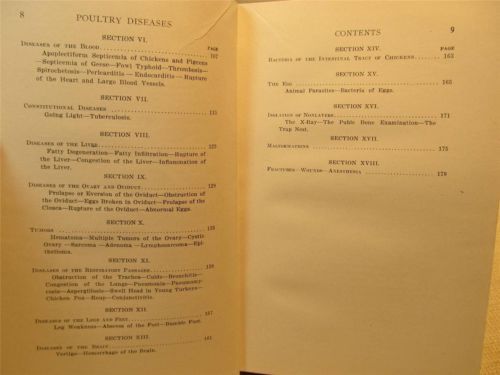 8 POULTRY DISEASES
SECTION VI.
PAGE
DISEASES OF THE BLOOD 107
Apoplectiform Septicemia of Chickens and Pigeons
—Septicemia of Geese—Fowl Typhoid—Thrombosis—
Spirochetosis—Pericarditis—Endocarditis—Rupture
of the Heart and Large Blood Vessels.
SECTION VII.
CONSTITUTIONAL DISEASES
Going Light—Tuberculosis.
SECTION VIII.
DISEASES OF THE LIVER 125
Fatty Degeneration—Fatty Infiltration—Rupture of
the Liver—Congestion of the Liver—Inflammation of
the Liver.
SECTION IX.
DISEASES OF THE OVARY AND OVIDUCT 128
Prolapse or Eversion of the Oviduct—Obstruction of
the Oviduct—Eggs Broken in Oviduct—Prolapse of the
Cloaca—Rupture of the Oviduct—Abnormal Eggs.
SECTION X.
TUMORS
Hematoma—Multiple Tumors of the Ovary—Cystic
Ovary—Sarcoma—Adenoma—Lymphosarcoma—Epi-
thelioma.
SECTION XI.
DISEASES OF THE RESPIRATORY PASSAGES
Obstruction of the Trachea—Colds—Bronchitis—
Congestion of the Lungs—Pneumonia—Pneumomy-
cosis—Aspergillosis—Swell Head in Young Turkeys—
Chicken Pox—Roup—Conjunctivitis.
SECTION XII.
DISEASES OF THE LEGS AND FEET 157
Leg Weakness—Abscess of the Foot—Bumble Foot.
SECTION XIII.
DISEASES OF THE BRAIN 161
Vertigo—Hemorrhage of the Brain.
CONTENTS 9
SECTION XIV.
PAGE
BACTERIA OF THE INTESTINAL TRACT OF CHICKENS 163
SECTION XV.
THE EGG 165
Animal Parasites—Bacteria of Eggs.
SECTION XVI.
ISOLATION OF NONLAYERS 171
The X-Ray—The Pubic Bone Examination—The
Trap Nest.
SECTION XVII.
MALFORMATIONS 175
SECTION XVIII.
FRACTURES—WOUNDS—ANESTHESIA 178